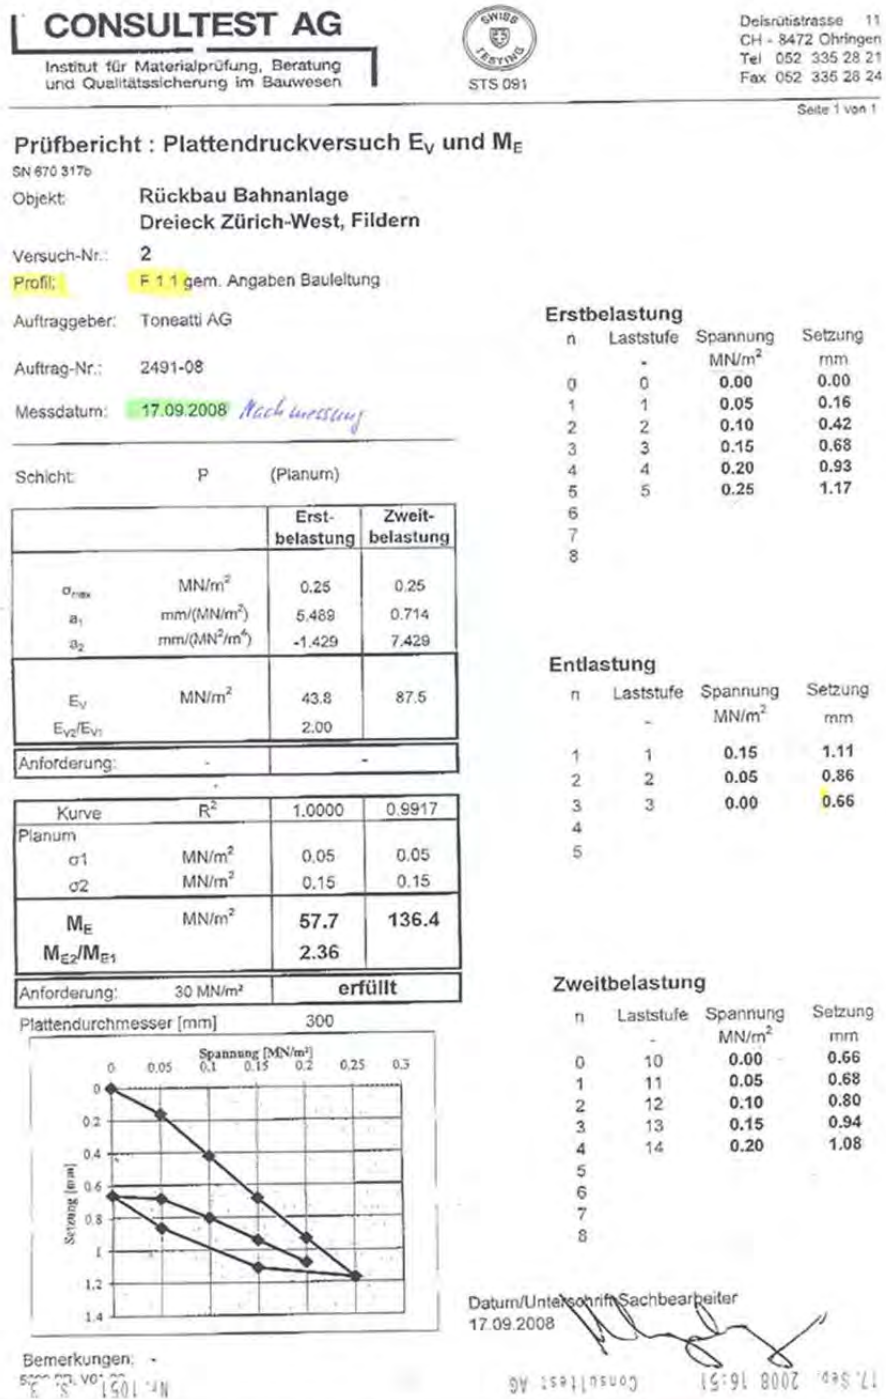 CONSULTEST AG
Institut für Materialprüfung, Beratung
und Qualitätssicherung im Bauwesen
SWISS TESTING
STS 091
Deisrütistrasse 11
CH - 8472 Ohringen
Tel 052 335 28 21
Fax 052 335 28 24
Seite 1 von 1
Prüfbericht : Plattendruckversuch EV und ME
SN 670 317b
Objekt: Rückbau Bahnanlage
Dreieck Zürich-West, Fildern
Versuch-Nr.: 2
Profil: F 1 1 gem. Angaben Bauleitung
Auftraggeber: Toneatti AG
Auftrag-Nr.: 2491-08
Messdatum: 17.09.2008 Nachmessung
Schicht: P (Planum)
Erst- Zweit-
belastung belastung
σmax MN/m² 0.25 0.25
a1 mm/(MN/m²) 5.489 0.714
a2 mm/(MN²/m⁴) -1.429 7.429
EV MN/m² 43.8 87.5
EV2/EV1 2.00
Anforderung: - -
Kurve R² 1.0000 0.9917
Planum
σ1 MN/m² 0.05 0.05
σ2 MN/m² 0.15 0.15
ME MN/m² 57.7 136.4
ME2/ME1 2.36
Anforderung: 30 MN/m² erfüllt
Plattendurchmesser [mm] 300
Spannung [MN/m²]
0 0.05 0.1 0.15 0.2 0.25 0.3
Setzung [mm]
0
0.2
0.4
0.6
0.8
1
1.2
1.4
Bemerkungen: -
Erstbelastung
n Laststufe Spannung Setzung
- MN/m² mm
0 0 0.00 0.00
1 1 0.05 0.16
2 2 0.10 0.42
3 3 0.15 0.68
4 4 0.20 0.93
5 5 0.25 1.17
6
7
8
Entlastung
n Laststufe Spannung Setzung
- MN/m² mm
1 1 0.15 1.11
2 2 0.05 0.86
3 3 0.00 0.66
4
5
Zweitbelastung
n Laststufe Spannung Setzung
- MN/m² mm
0 10 0.00 0.66
1 11 0.05 0.68
2 12 0.10 0.80
3 13 0.15 0.94
4 14 0.20 1.08
5
6
7
8
Datum/Unterschrift Sachbearbeiter
17.09.2008
17. Sep. 2008 16:51 Consultest AG Nr. 1051 S. 3